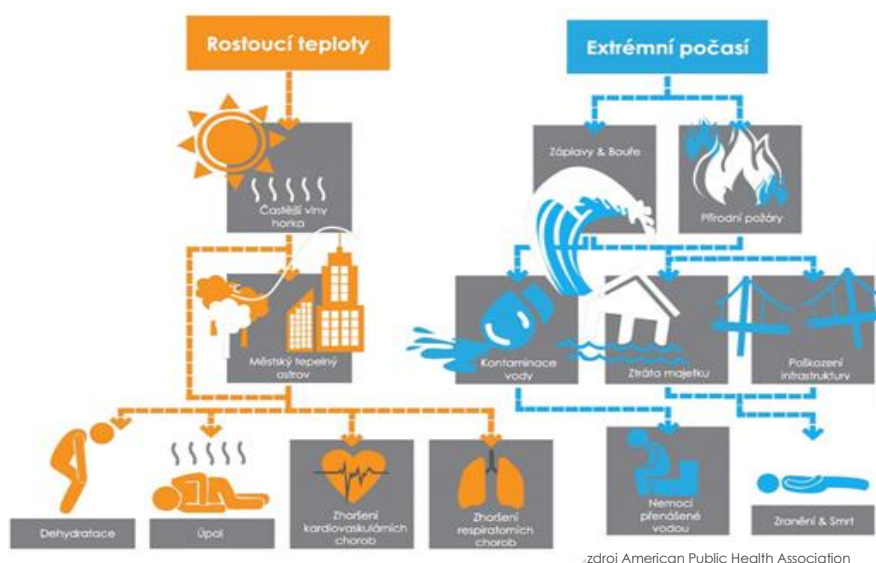 Rostoucí teploty
Extrémní počasí
Častější vlny
horka
Záplavy & Bouře
Přírodní požáry
Městský tepelný
ostrov
Kontaminace
vody
Ztráto majetku
Poškození
infrastruktury
Dehydratace
Úpal
Zhoršení
kardiovaskulárních
chorob
Zhoršení
respiratorních
chorob
Nemoci
přenášené
vodou
Zranění & Smrt
zdroj American Public Health Association